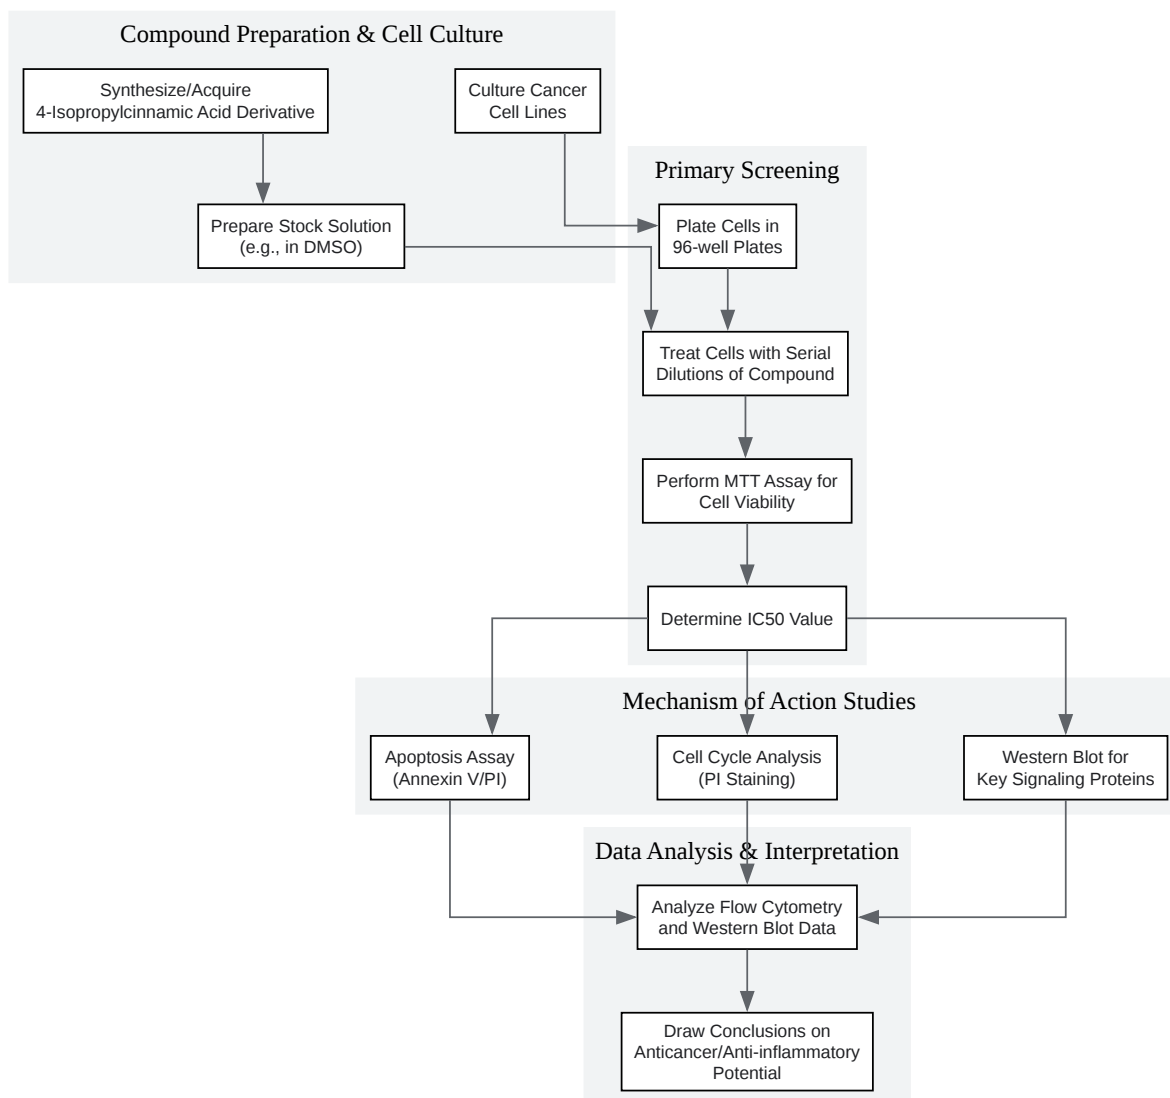 Compound Preparation & Cell Culture
Synthesize/Acquire
4-Isopropylcinnamic Acid Derivative
Culture Cancer
Cell Lines
Prepare Stock Solution
(e.g., in DMSO)
Primary Screening
Plate Cells in
96-well Plates
Treat Cells with Serial
Dilutions of Compound
Perform MTT Assay for
Cell Viability
Determine IC50 Value
Mechanism of Action Studies
Apoptosis Assay
(Annexin V/PI)
Cell Cycle Analysis
(PI Staining)
Western Blot for
Key Signaling Proteins
Data Analysis & Interpretation
Analyze Flow Cytometry
and Western Blot Data
Draw Conclusions on
Anticancer/Anti-inflammatory
Potential